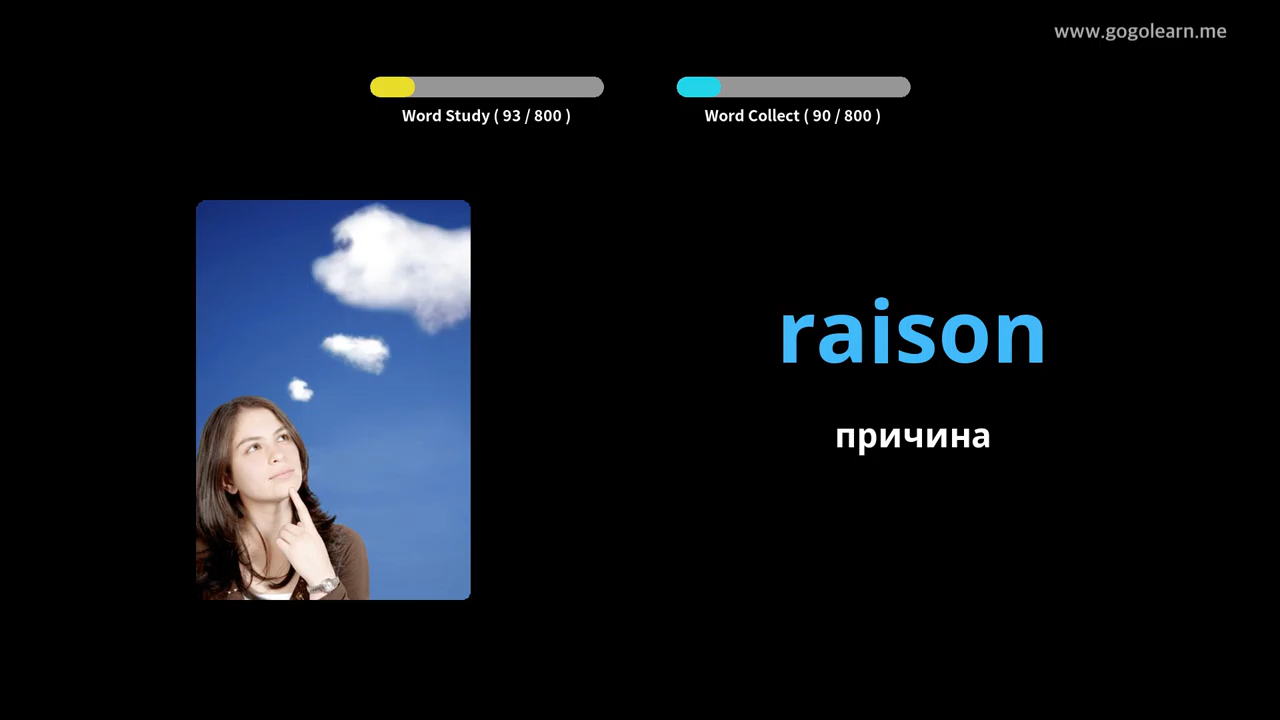 www.gogolearn.me
Word Study ( 93 / 800 )
Word Collect ( 90 / 800 )
raison
причина